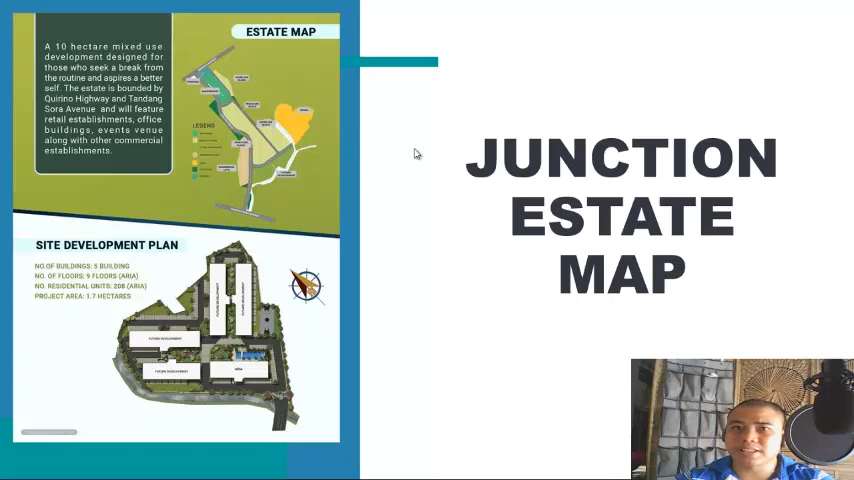 ESTATE MAP
A 10 hectare mixed use
development designed for
those who seek a break from
the routine and aspires a better
self. The estate is bounded by
Quirino Highway and Tandang
Sora Avenue and will feature
retail establishments, office
buildings, events venue
along with other commercial
establishments.
LEGEND
JUNCTION
ESTATE
MAP
SITE DEVELOPMENT PLAN
NO.OF BUILDINGS: 5 BUILDING
NO. OF FLOORS: 9 FLOORS (ARIA)
NO. RESIDENTIAL UNITS: 208 (ARIA)
PROJECT AREA: 1.7 HECTARES
FUTURE DEVELOPMENT
FUTURE DEVELOPMENT
FUTURE DEVELOPMENT
FUTURE DEVELOPMENT
ARIA